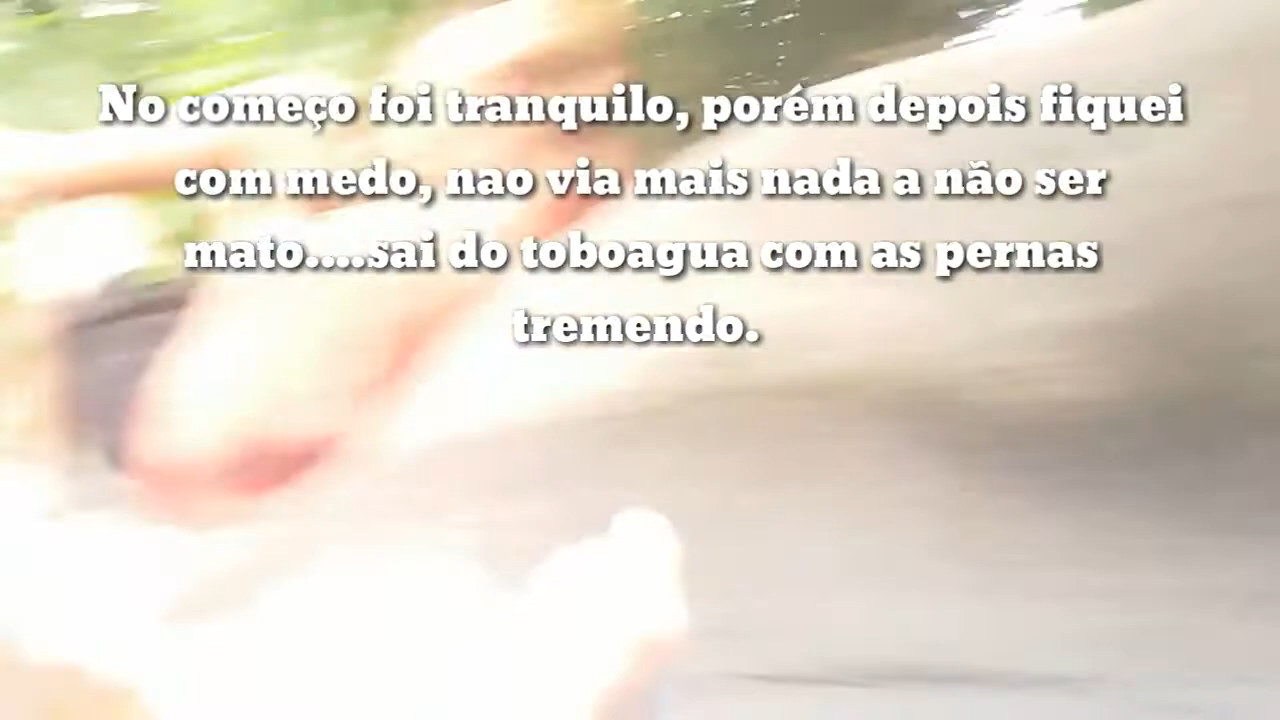 No começo foi tranquilo, porém depois fiquei
com medo, nao via mais nada a não ser
mato....sai do toboagua com as pernas
tremendo.